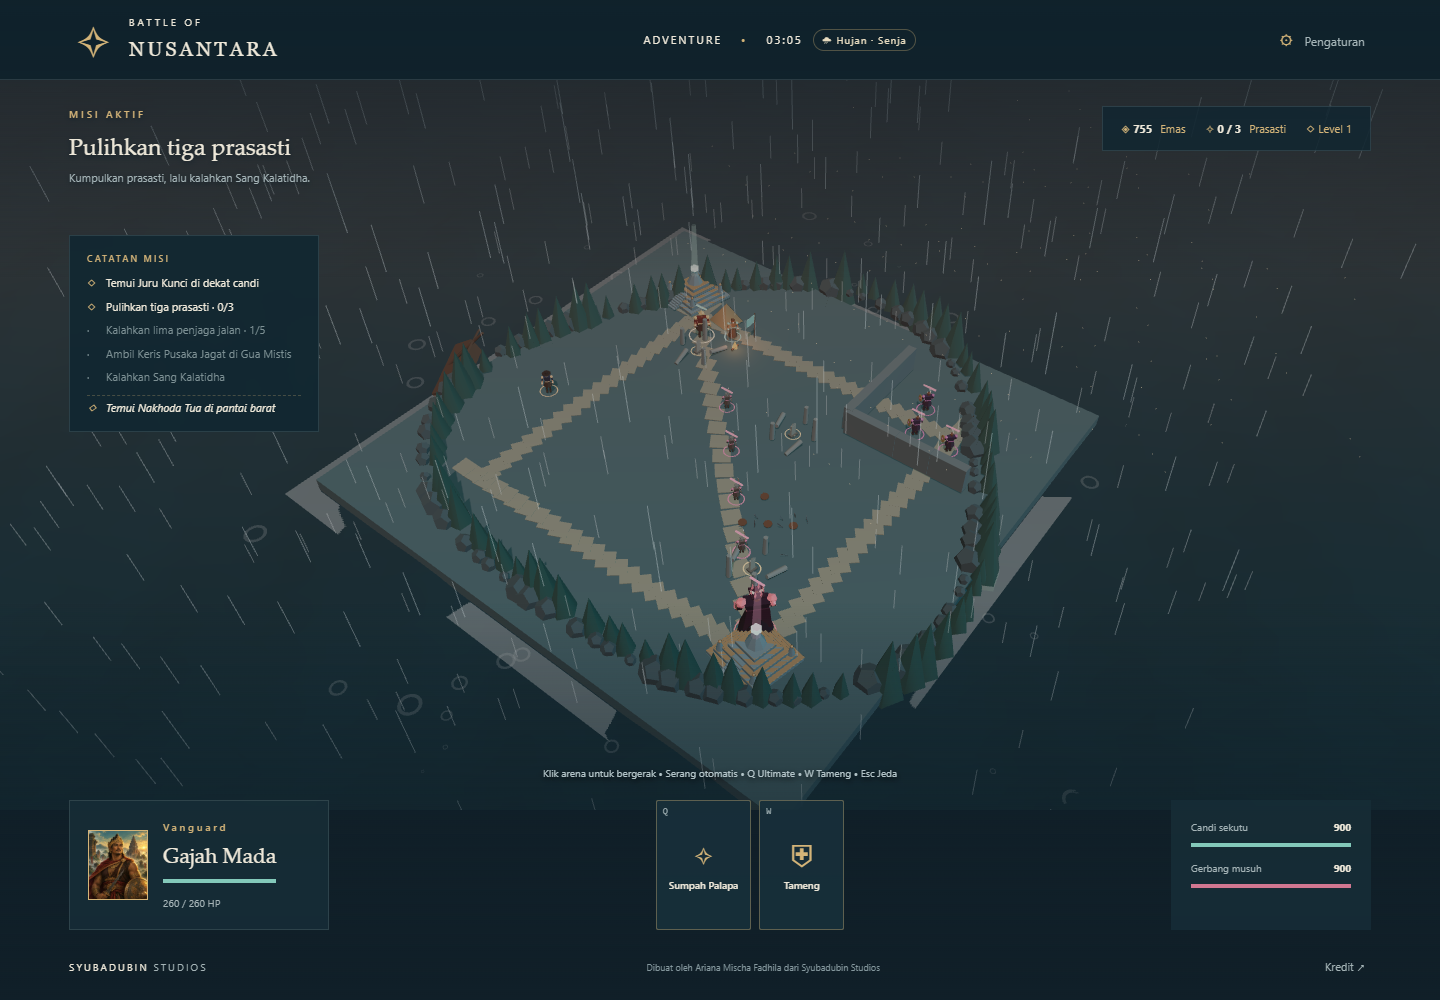 BATTLE OF
NUSANTARA
ADVENTURE • 03:05 Hujan · Senja
Pengaturan
MISI AKTIF
Pulihkan tiga prasasti
Kumpulkan prasasti, lalu kalahkan Sang Kalatidha.
755 Emas 0 / 3 Prasasti Level 1
CATATAN MISI
Temui Juru Kunci di dekat candi
Pulihkan tiga prasasti · 0/3
Kalahkan lima penjaga jalan · 1/5
Ambil Keris Pusaka Jagat di Gua Mistis
Kalahkan Sang Kalatidha
Temui Nakhoda Tua di pantai barat
Klik arena untuk bergerak • Serang otomatis • Q Ultimate • W Tameng • Esc Jeda
Vanguard
Gajah Mada
260 / 260 HP
Q
Sumpah Palapa
W
Tameng
Candi sekutu 900
Gerbang musuh 900
SYUBADUBIN STUDIOS
Dibuat oleh Ariana Mischa Fadhila dari Syubadubin Studios
Kredit ↗